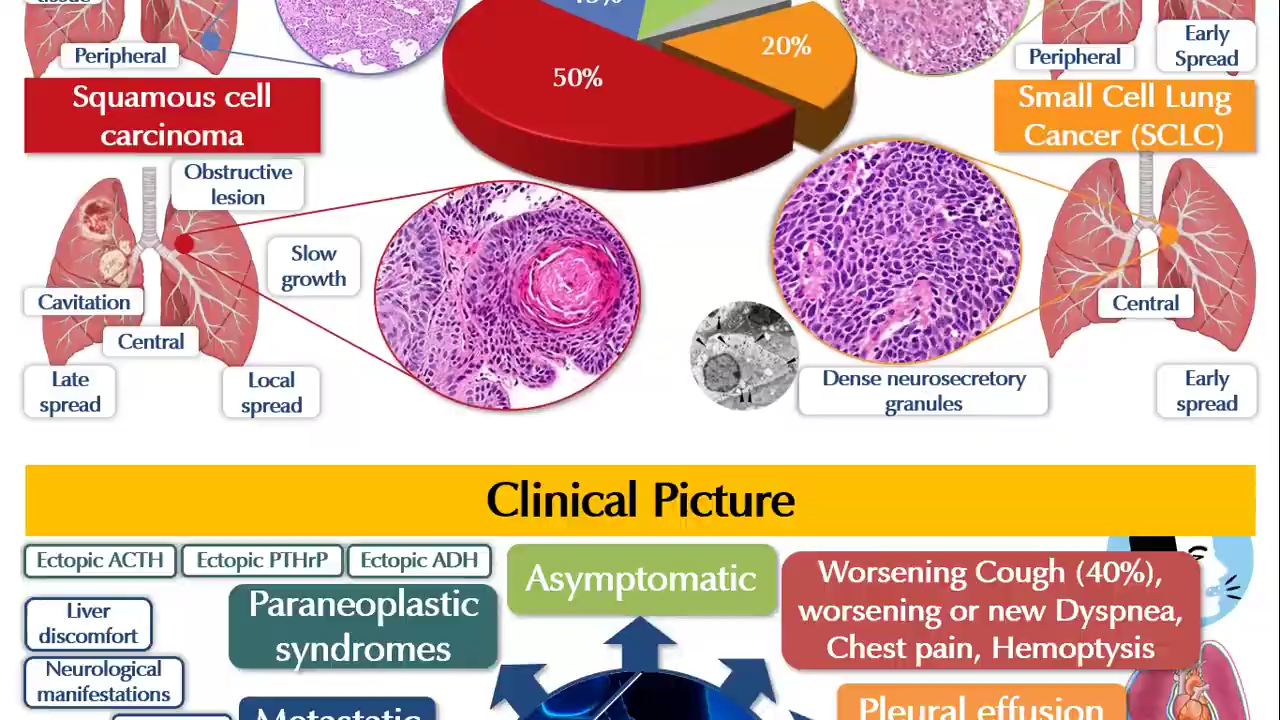 Peripheral
50%
20%
Peripheral
Early
Spread
Squamous cell
carcinoma
Small Cell Lung
Cancer (SCLC)
Obstructive
lesion
Slow
growth
Cavitation
Central
Late
spread
Local
spread
Central
Dense neurosecretory
granules
Early
spread
Clinical Picture
Ectopic ACTH
Ectopic PTHrP
Ectopic ADH
Asymptomatic
Worsening Cough (40%),
worsening or new Dyspnea,
Chest pain, Hemoptysis
Paraneoplastic
syndromes
Liver
discomfort
Neurological
manifestations
Metastatic
Pleural effusion